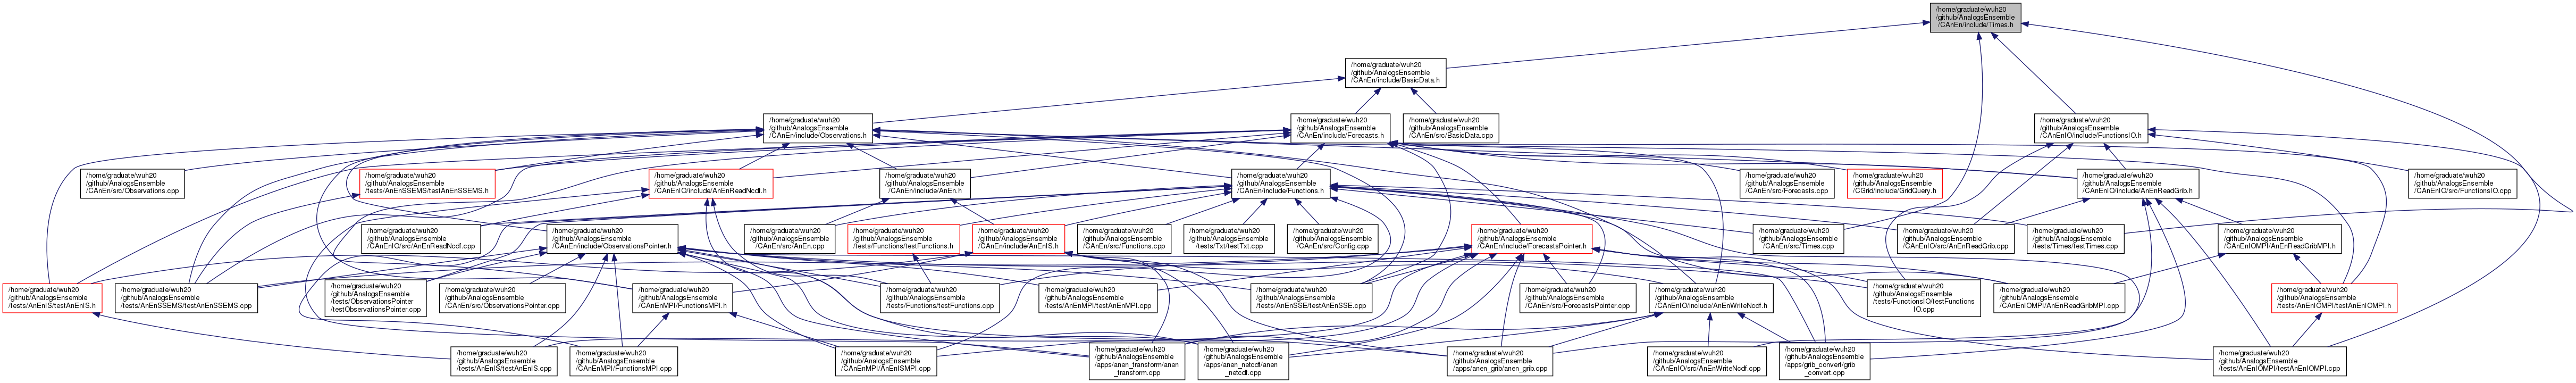 /home/graduate/wuh20
/github/AnalogsEnsemble
/CAnEn/include/Times.h
/home/graduate/wuh20
/github/AnalogsEnsemble
/CAnEn/include/BasicData.h
/home/graduate/wuh20
/github/AnalogsEnsemble
/CAnEn/include/Observations.h
/home/graduate/wuh20
/github/AnalogsEnsemble
/CAnEn/include/Forecasts.h
/home/graduate/wuh20
/github/AnalogsEnsemble
/CAnEn/src/BasicData.cpp
/home/graduate/wuh20
/github/AnalogsEnsemble
/CAnEnIO/include/FunctionsIO.h
/home/graduate/wuh20
/github/AnalogsEnsemble
/CAnEn/src/Observations.cpp
/home/graduate/wuh20
/github/AnalogsEnsemble
/tests/AnEnSSEMS/testAnEnSSEMS.h
/home/graduate/wuh20
/github/AnalogsEnsemble
/CAnEnIO/include/AnEnReadNcdf.h
/home/graduate/wuh20
/github/AnalogsEnsemble
/CAnEn/include/AnEn.h
/home/graduate/wuh20
/github/AnalogsEnsemble
/CAnEn/include/Functions.h
/home/graduate/wuh20
/github/AnalogsEnsemble
/CAnEn/src/Forecasts.cpp
/home/graduate/wuh20
/github/AnalogsEnsemble
/CGrid/include/GridQuery.h
/home/graduate/wuh20
/github/AnalogsEnsemble
/CAnEnIO/include/AnEnReadGrib.h
/home/graduate/wuh20
/github/AnalogsEnsemble
/CAnEnIO/src/FunctionsIO.cpp
/home/graduate/wuh20
/github/AnalogsEnsemble
/CAnEnIO/src/AnEnReadNcdf.cpp
/home/graduate/wuh20
/github/AnalogsEnsemble
/CAnEn/include/ObservationsPointer.h
/home/graduate/wuh20
/github/AnalogsEnsemble
/CAnEn/src/AnEn.cpp
/home/graduate/wuh20
/github/AnalogsEnsemble
/tests/Functions/testFunctions.h
/home/graduate/wuh20
/github/AnalogsEnsemble
/CAnEn/include/AnEnIS.h
/home/graduate/wuh20
/github/AnalogsEnsemble
/CAnEn/src/Functions.cpp
/home/graduate/wuh20
/github/AnalogsEnsemble
/tests/Txt/testTxt.cpp
/home/graduate/wuh20
/github/AnalogsEnsemble
/CAnEn/src/Config.cpp
/home/graduate/wuh20
/github/AnalogsEnsemble
/CAnEn/include/ForecastsPointer.h
/home/graduate/wuh20
/github/AnalogsEnsemble
/CAnEn/src/Times.cpp
/home/graduate/wuh20
/github/AnalogsEnsemble
/CAnEnIO/src/AnEnReadGrib.cpp
/home/graduate/wuh20
/github/AnalogsEnsemble
/tests/Times/testTimes.cpp
/home/graduate/wuh20
/github/AnalogsEnsemble
/CAnEnIOMPI/AnEnReadGribMPI.h
/home/graduate/wuh20
/github/AnalogsEnsemble
/tests/AnEnIS/testAnEnIS.h
/home/graduate/wuh20
/github/AnalogsEnsemble
/tests/AnEnSSEMS/testAnEnSSEMS.cpp
/home/graduate/wuh20
/github/AnalogsEnsemble
/tests/ObservationsPointer
/testObservationsPointer.cpp
/home/graduate/wuh20
/github/AnalogsEnsemble
/CAnEn/src/ObservationsPointer.cpp
/home/graduate/wuh20
/github/AnalogsEnsemble
/CAnEnMPI/FunctionsMPI.h
/home/graduate/wuh20
/github/AnalogsEnsemble
/tests/Functions/testFunctions.cpp
/home/graduate/wuh20
/github/AnalogsEnsemble
/tests/AnEnMPI/testAnEnMPI.cpp
/home/graduate/wuh20
/github/AnalogsEnsemble
/tests/AnEnSSE/testAnEnSSE.cpp
/home/graduate/wuh20
/github/AnalogsEnsemble
/CAnEn/src/ForecastsPointer.cpp
/home/graduate/wuh20
/github/AnalogsEnsemble
/CAnEnIO/include/AnEnWriteNcdf.h
/home/graduate/wuh20
/github/AnalogsEnsemble
/tests/FunctionsIO/testFunctions
IO.cpp
/home/graduate/wuh20
/github/AnalogsEnsemble
/CAnEnIOMPI/AnEnReadGribMPI.cpp
/home/graduate/wuh20
/github/AnalogsEnsemble
/tests/AnEnIOMPI/testAnEnIOMPI.h
/home/graduate/wuh20
/github/AnalogsEnsemble
/tests/AnEnIS/testAnEnIS.cpp
/home/graduate/wuh20
/github/AnalogsEnsemble
/CAnEnMPI/FunctionsMPI.cpp
/home/graduate/wuh20
/github/AnalogsEnsemble
/CAnEnMPI/AnEnISMPI.cpp
/home/graduate/wuh20
/github/AnalogsEnsemble
/apps/anen_transform/anen
_transform.cpp
/home/graduate/wuh20
/github/AnalogsEnsemble
/apps/anen_netcdf/anen
_netcdf.cpp
/home/graduate/wuh20
/github/AnalogsEnsemble
/apps/anen_grib/anen_grib.cpp
/home/graduate/wuh20
/github/AnalogsEnsemble
/CAnEnIO/src/AnEnWriteNcdf.cpp
/home/graduate/wuh20
/github/AnalogsEnsemble
/apps/grib_convert/grib
_convert.cpp
/home/graduate/wuh20
/github/AnalogsEnsemble
/tests/AnEnIOMPI/testAnEnIOMPI.cpp